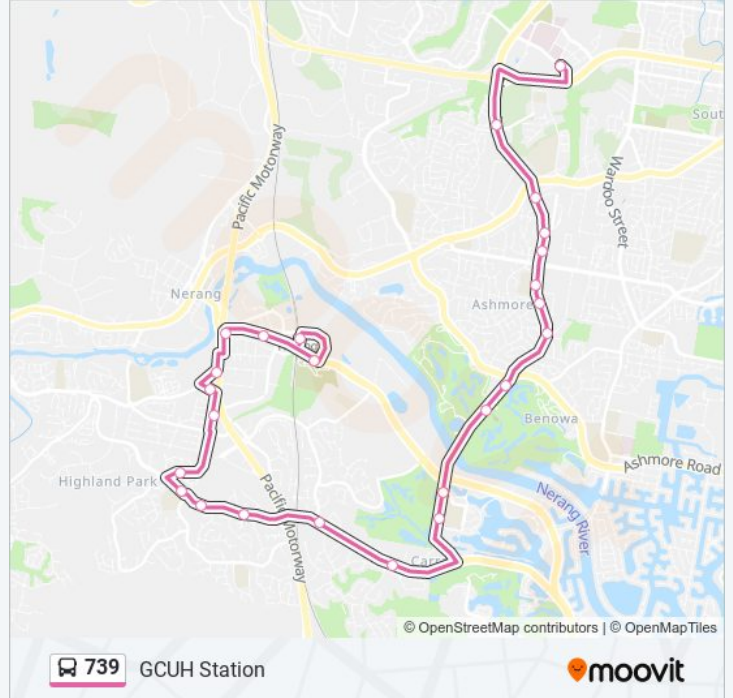 Sout
Pacific Motorway
Wardoo Street
Nerang
Ashmore
Benowa
Ashmore Road
Highland Park
Pacific Motorway
Nerang River
Carr
© OpenStreetMap contributors | © OpenMapTiles
739 GCUH Station
moovit